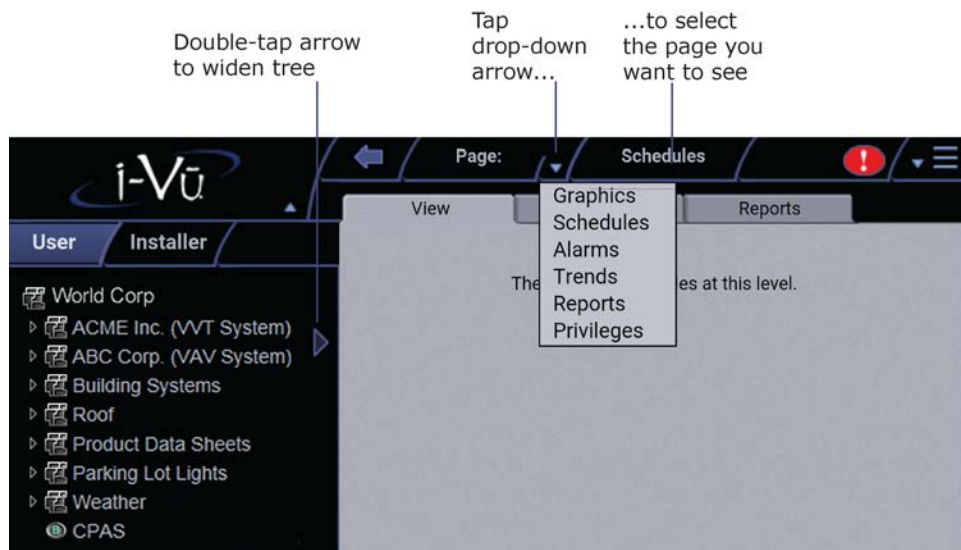 Double-tap arrow
to widen tree
Tap
drop-down
arrow...
...to select
the page you
want to see
i-Vū
Page:
Schedules
!
View
Reports
User
Installer
Graphics
Schedules
Alarms
Trends
Reports
Privileges
The
es at this level.
World Corp
ACME Inc. (VVT System)
ABC Corp. (VAV System)
Building Systems
Roof
Product Data Sheets
Parking Lot Lights
Weather
B CPAS